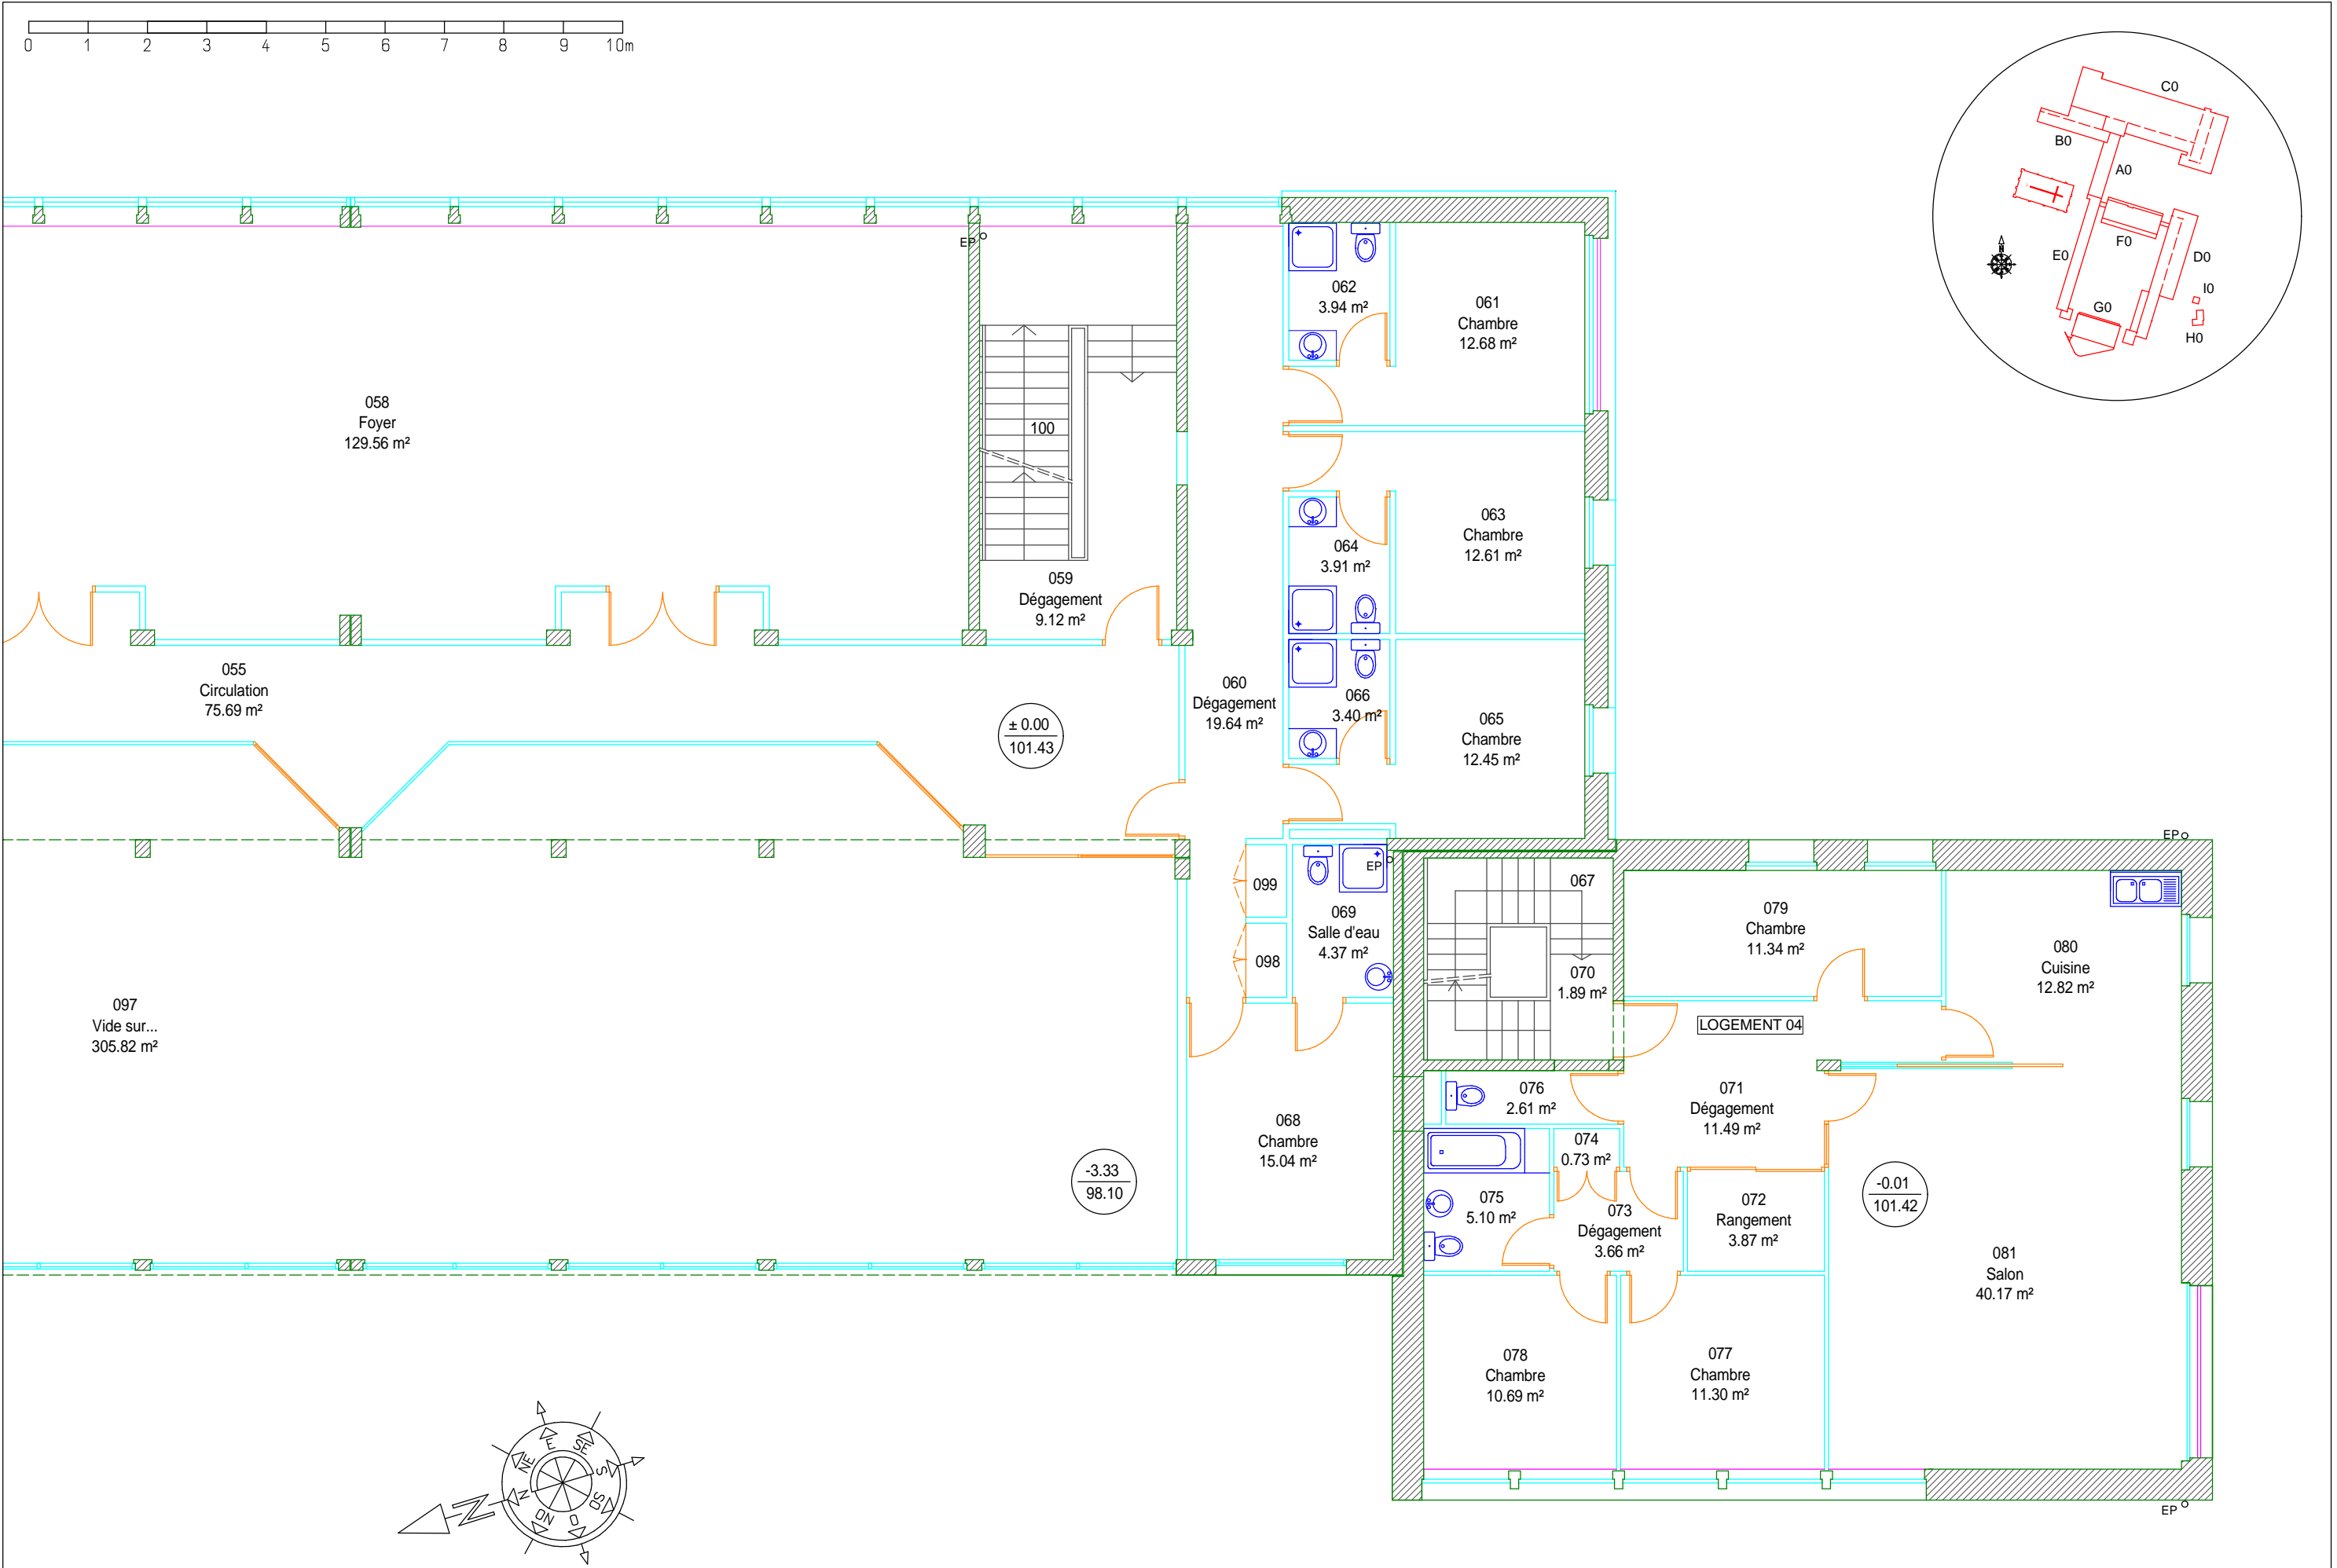 0 1 2 3 4 5 6 7 8 9 10m
C0
B0
A0
F0
E0
D0
I0
G0
H0
N
EP
062
3.94 m²
061
Chambre
12.68 m²
058
Foyer
129.56 m²
100
063
Chambre
12.61 m²
064
3.91 m²
059
Dégagement
9.12 m²
055
Circulation
75.69 m²
060
Dégagement
19.64 m²
066
3.40 m²
065
Chambre
12.45 m²
± 0.00
101.43
EP
EP
099
067
069
Salle d'eau
4.37 m²
079
Chambre
11.34 m²
080
Cuisine
12.82 m²
098
070
1.89 m²
097
Vide sur...
305.82 m²
LOGEMENT 04
076
2.61 m²
071
Dégagement
11.49 m²
068
Chambre
15.04 m²
074
0.73 m²
-3.33
98.10
075
5.10 m²
073
Dégagement
3.66 m²
072
Rangement
3.87 m²
-0.01
101.42
081
Salon
40.17 m²
078
Chambre
10.69 m²
077
Chambre
11.30 m²
E
SE
NE
S
N
SO
NO
O
N
EP